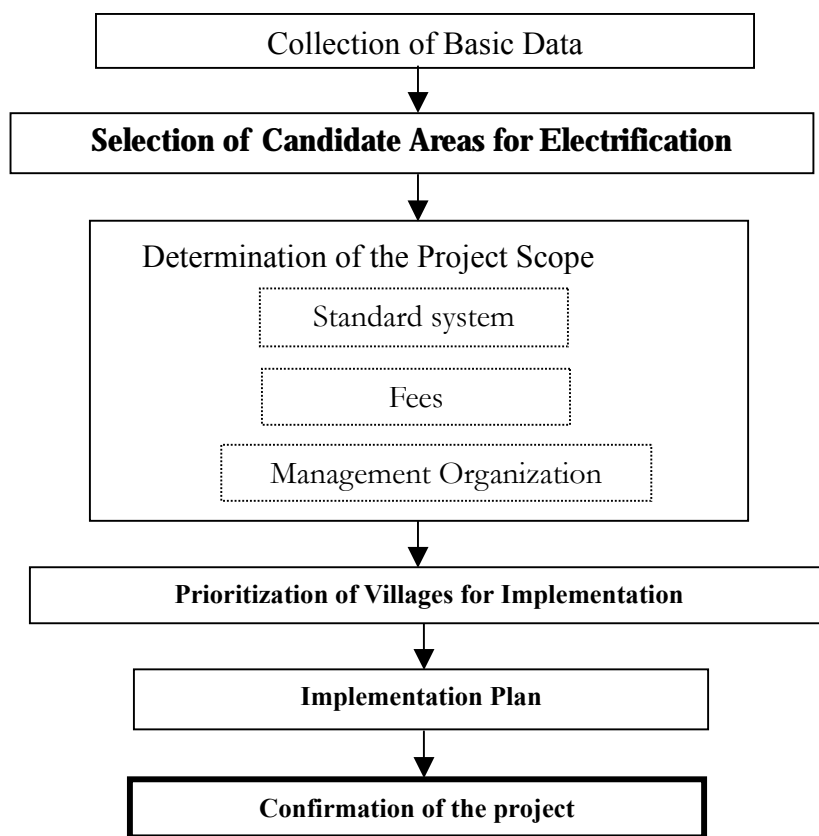 Collection of Basic Data
Selection of Candidate Areas for Electrification
Determination of the Project Scope
Standard system
Fees
Management Organization
Prioritization of Villages for Implementation
Implementation Plan
Confirmation of the project